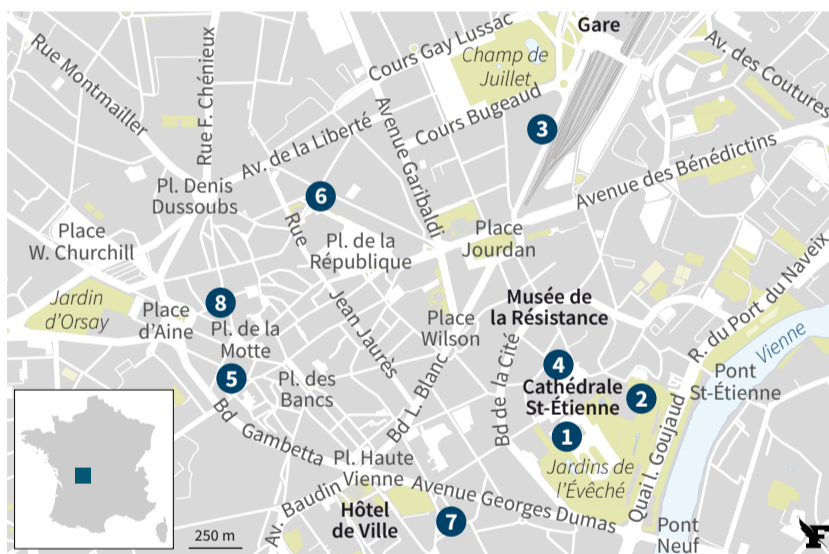 Gare
Cours Gay Lussac
Champ de
Juillet
Av. des Coutures
Rue Montmailler
Rue F. Chénieux
Avenue Garibaldi
Cours Bugeaud
3
Av. de la Liberté
Avenue des Bénédictins
Pl. Denis
Dussoubs
6
Place
W. Churchill
Rue Jean Jaurès
Pl. de la
République
Place
Jourdan
R. du Port du Naveix
Jardin
d’Orsay
Place
d’Aine
8
Pl. de la
Motte
Place
Wilson
Musée de
la Résistance
Vienne
Pont
St-Étienne
5
Pl. des
Bancs
Bd L. Blanc
Bd de la Cité
4
Cathédrale
St-Étienne
2
1
Jardins de
l’Évêché
Quai l. Goujaud
Bd Gambetta
Pl. Haute
Vienne
Avenue Georges Dumas
Av. Baudin
Hôtel
de Ville
7
Pont
Neuf
250 m
F